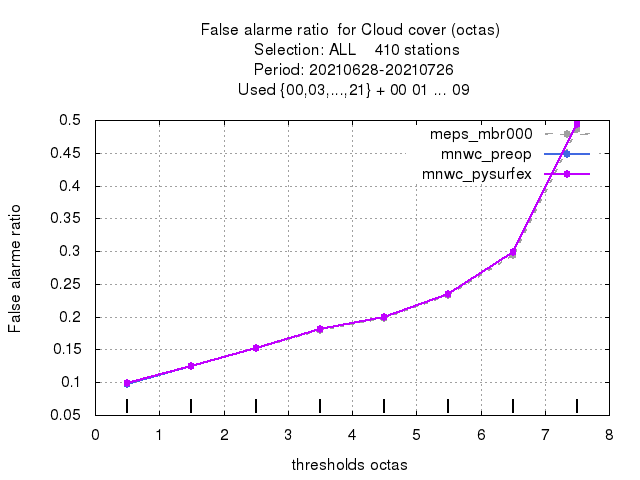 False alarme ratio  for Cloud cover (octas)
Selection: ALL    410 stations
Period: 20210628-20210726
Used {00,03,...,21} + 00 01 ... 09
meps_mbr000
mnwc_preop
mnwc_pysurfex
False alarme ratio
0.5
0.45
0.4
0.35
0.3
0.25
0.2
0.15
0.1
0.05
0 1 2 3 4 5 6 7 8
thresholds octas